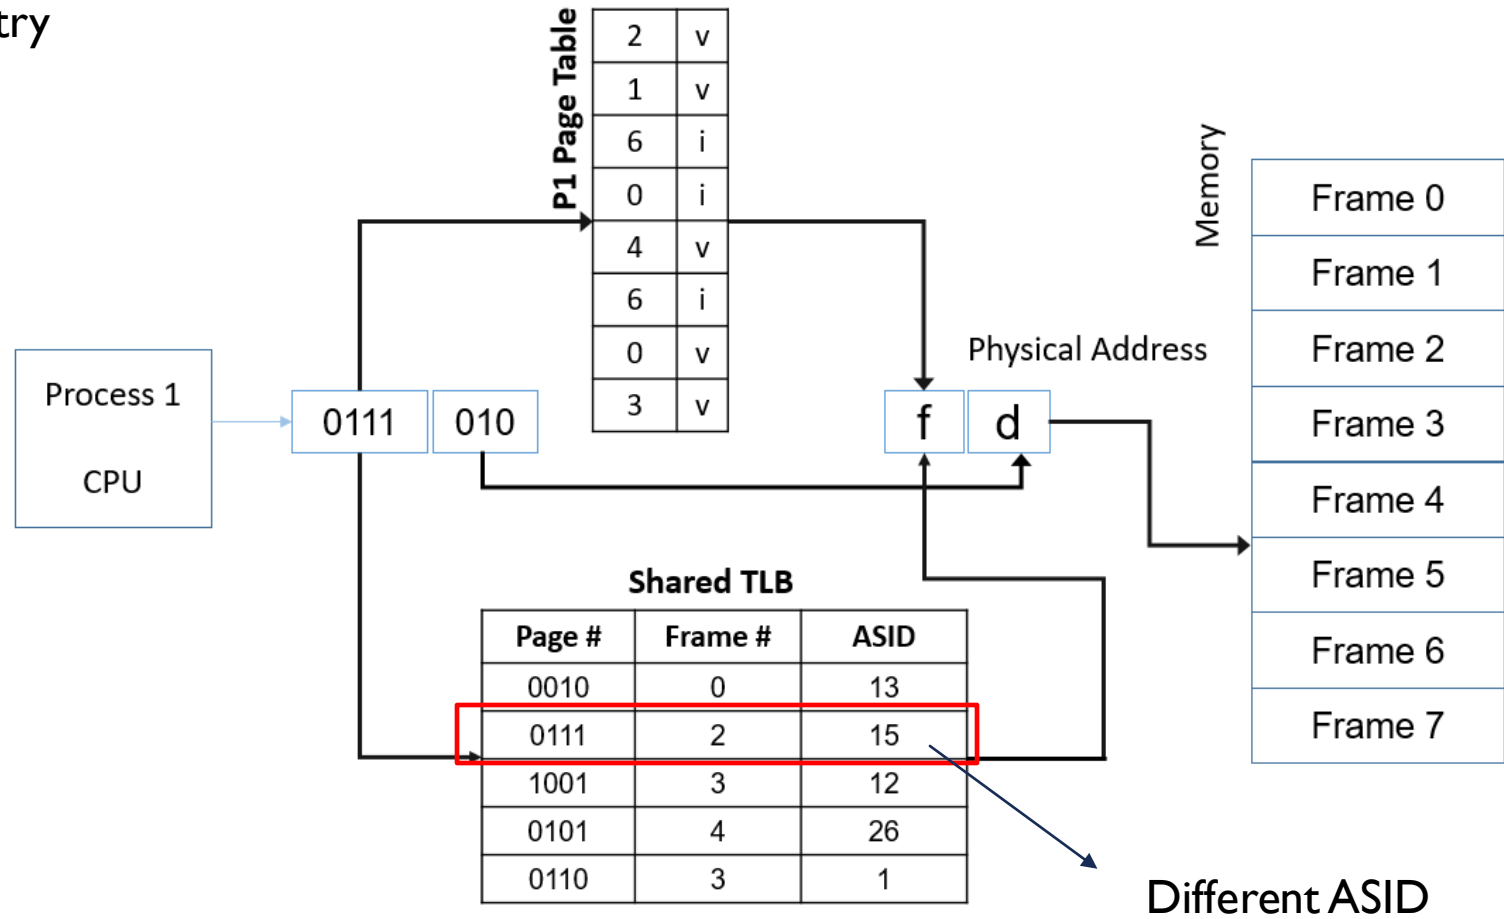 try
P1 Page Table
2 v
1 v
6 i
0 i
4 v
6 i
0 v
3 v
Process 1
CPU
0111 010
Physical Address
f d
Memory
Frame 0
Frame 1
Frame 2
Frame 3
Frame 4
Frame 5
Frame 6
Frame 7
Shared TLB
Page # Frame # ASID
0010 0 13
0111 2 15
1001 3 12
0101 4 26
0110 3 1
Different ASID